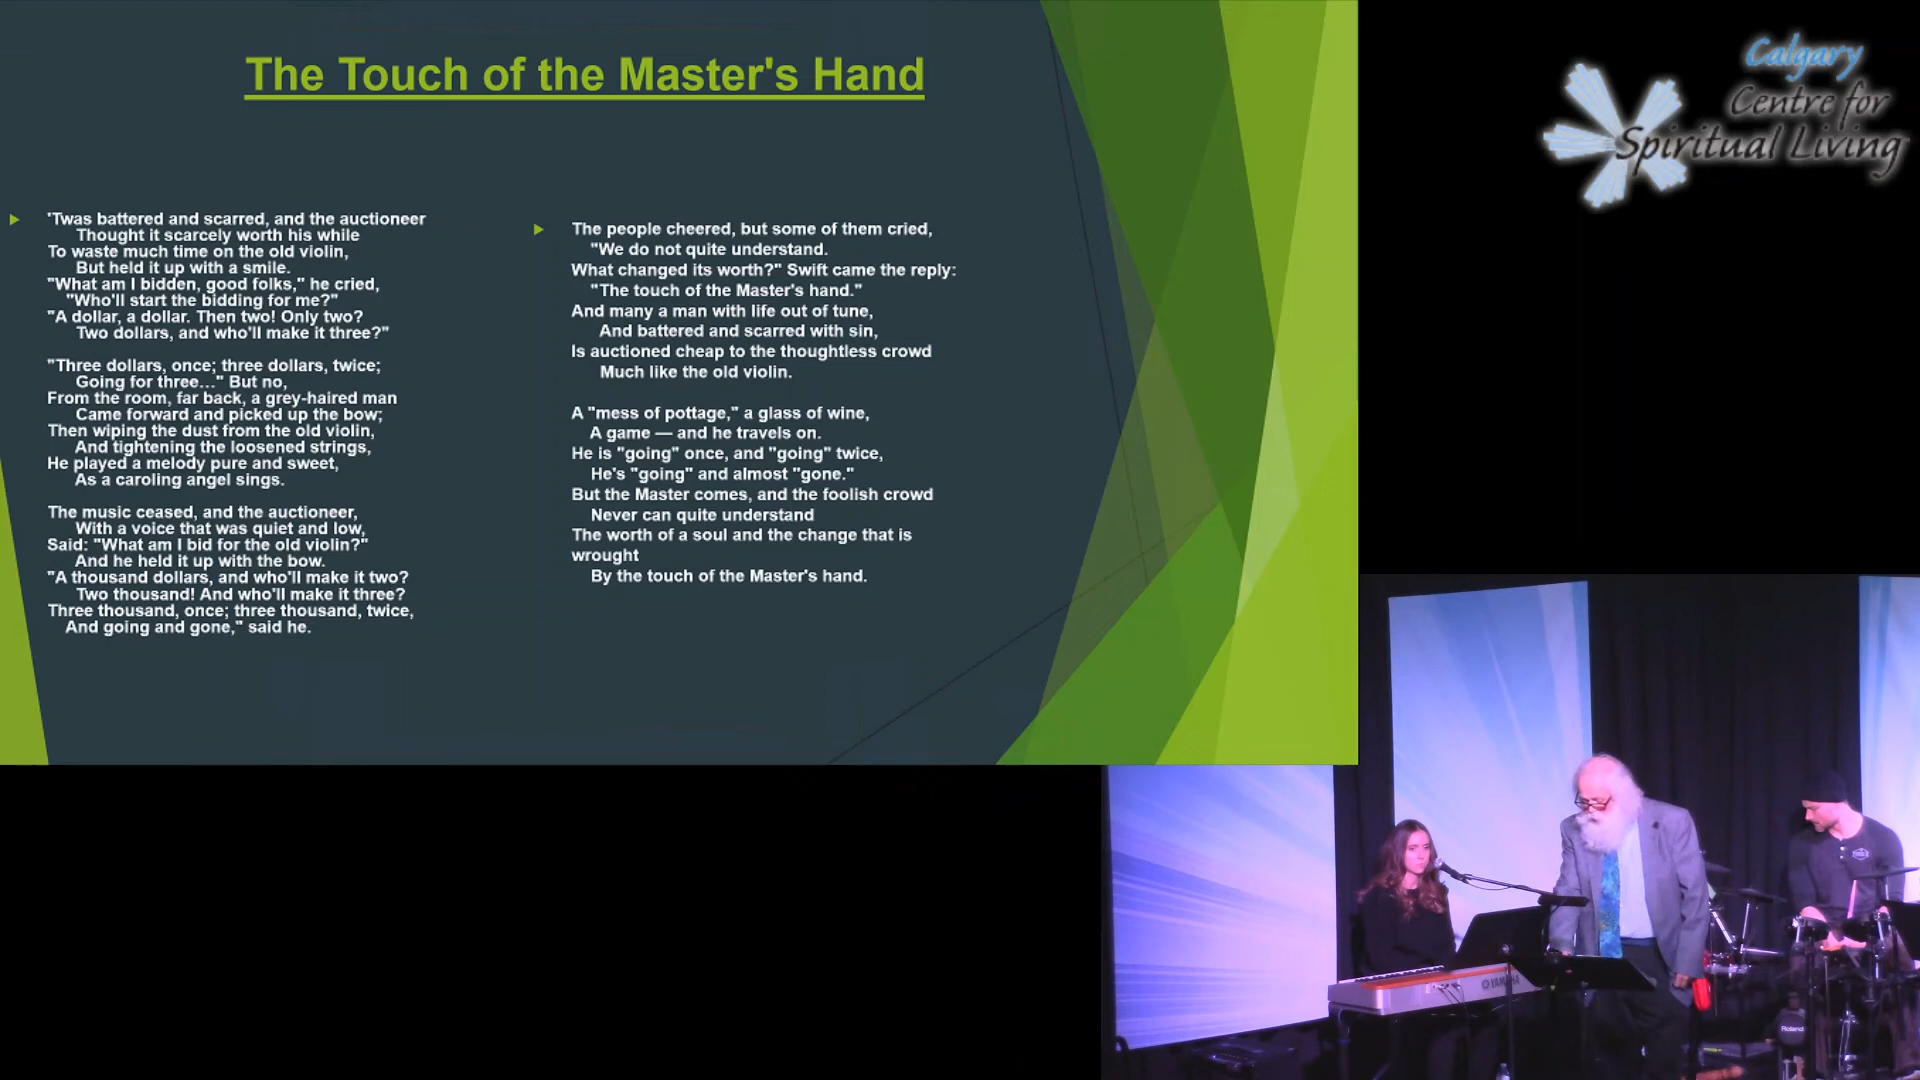 The Touch of the Master's Hand
'Twas battered and scarred, and the auctioneer
Thought it scarcely worth his while
To waste much time on the old violin,
But held it up with a smile.
"What am I bidden, good folks," he cried,
"Who'll start the bidding for me?"
"A dollar, a dollar. Then two! Only two?
Two dollars, and who'll make it three?"
"Three dollars, once; three dollars, twice;
Going for three…" But no,
From the room, far back, a grey-haired man
Came forward and picked up the bow;
Then wiping the dust from the old violin,
And tightening the loosened strings,
He played a melody pure and sweet,
As a caroling angel sings.
The music ceased, and the auctioneer,
With a voice that was quiet and low,
Said: "What am I bid for the old violin?"
And he held it up with the bow.
"A thousand dollars, and who'll make it two?
Two thousand! And who'll make it three?
Three thousand, once; three thousand, twice,
And going and gone," said he.
The people cheered, but some of them cried,
"We do not quite understand.
What changed its worth?" Swift came the reply:
"The touch of the Master's hand."
And many a man with life out of tune,
And battered and scarred with sin,
Is auctioned cheap to the thoughtless crowd
Much like the old violin.
A "mess of pottage," a glass of wine,
A game — and he travels on.
He is "going" once, and "going" twice,
He's "going" and almost "gone."
But the Master comes, and the foolish crowd
Never can quite understand
The worth of a soul and the change that is
wrought
By the touch of the Master's hand.
Calgary
Centre for
Spiritual Living
YAMAHA
Roland